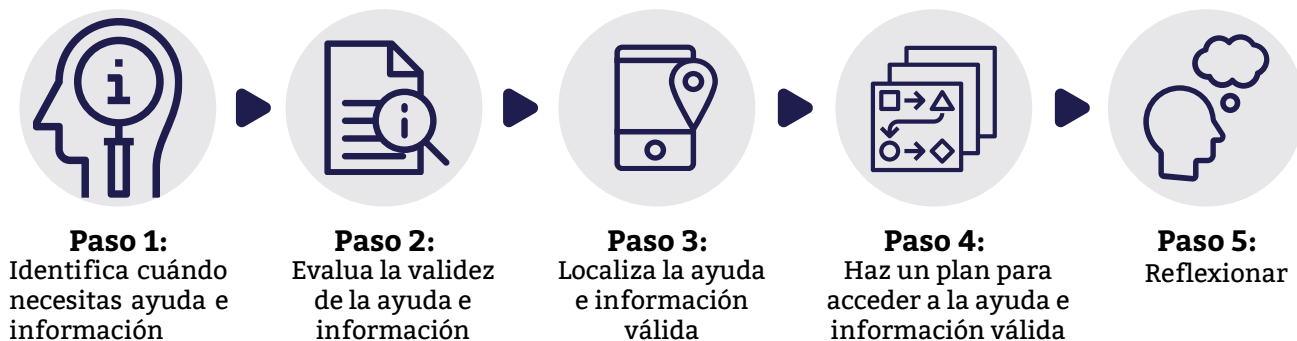 Paso 1:
Identifica cuándo
necesitas ayuda e
información
Paso 2:
Evalua la validez
de la ayuda e
información
Paso 3:
Localiza la ayuda
e información
válida
Paso 4:
Haz un plan para
acceder a la ayuda e
información válida
Paso 5:
Reflexionar